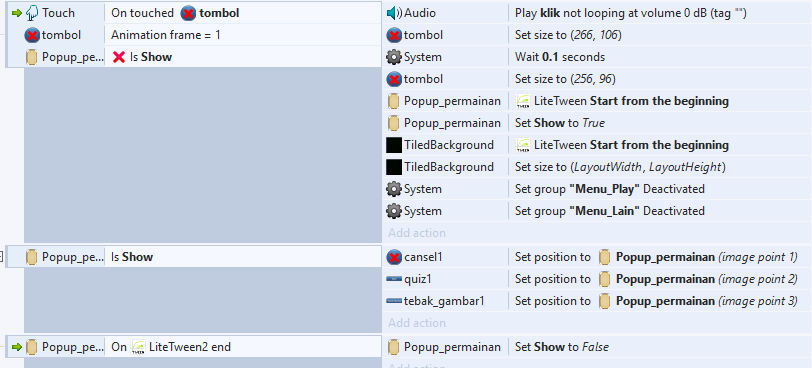 Touch On touched tombol Audio Play klik not looping at volume 0 dB (tag "")
tombol Animation frame = 1 tombol Set size to (266, 106)
Popup_pe... Is Show System Wait 0.1 seconds
tombol Set size to (256, 96)
Popup_permainan LiteTween Start from the beginning
Popup_permainan Set Show to True
TiledBackground LiteTween Start from the beginning
TiledBackground Set size to (LayoutWidth, LayoutHeight)
System Set group "Menu_Play" Deactivated
System Set group "Menu_Lain" Deactivated
Add action
Popup_pe... Is Show cansel1 Set position to Popup_permainan (image point 1)
quiz1 Set position to Popup_permainan (image point 2)
tebak_gambar1 Set position to Popup_permainan (image point 3)
Add action
Popup_pe... On LiteTween2 end Popup_permainan Set Show to False
Add action